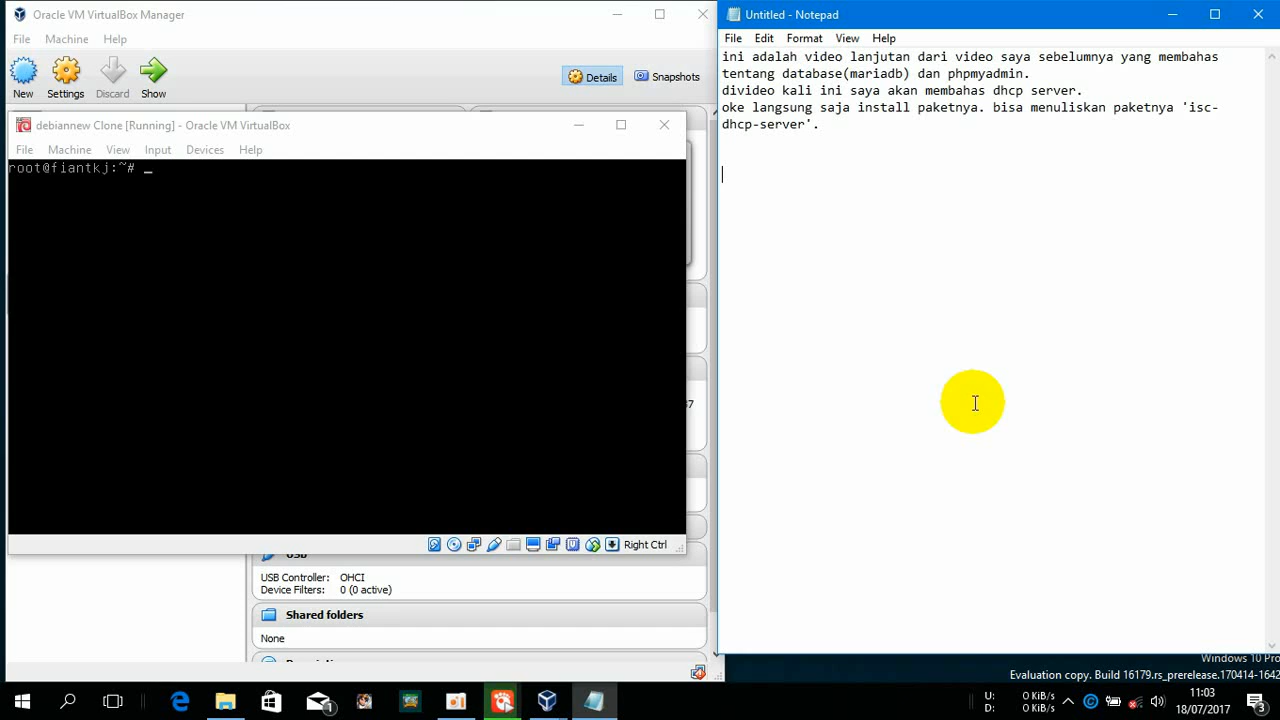 Oracle VM VirtualBox Manager
File Machine Help
New Settings Discard Show
Details Snapshots
debiannew Clone [Running] - Oracle VM VirtualBox
File Machine View Input Devices Help
root@fiantkj:~# _
Right Ctrl
USB Controller: OHCI
Device Filters: 0 (0 active)
Shared folders
None
Untitled - Notepad
File Edit Format View Help
ini adalah video lanjutan dari video saya sebelumnya yang membahas
tentang database(mariadb) dan phpmyadmin.
divideo kali ini saya akan membahas dhcp server.
oke langsung saja install paketnya. bisa menuliskan paketnya 'isc-
dhcp-server'.
Windows 10 Pro
Evaluation copy. Build 16179.rs_prerelease.170414-1642
1
U: 0 KiB/s
D: 0 KiB/s
11:03
18/07/2017
3